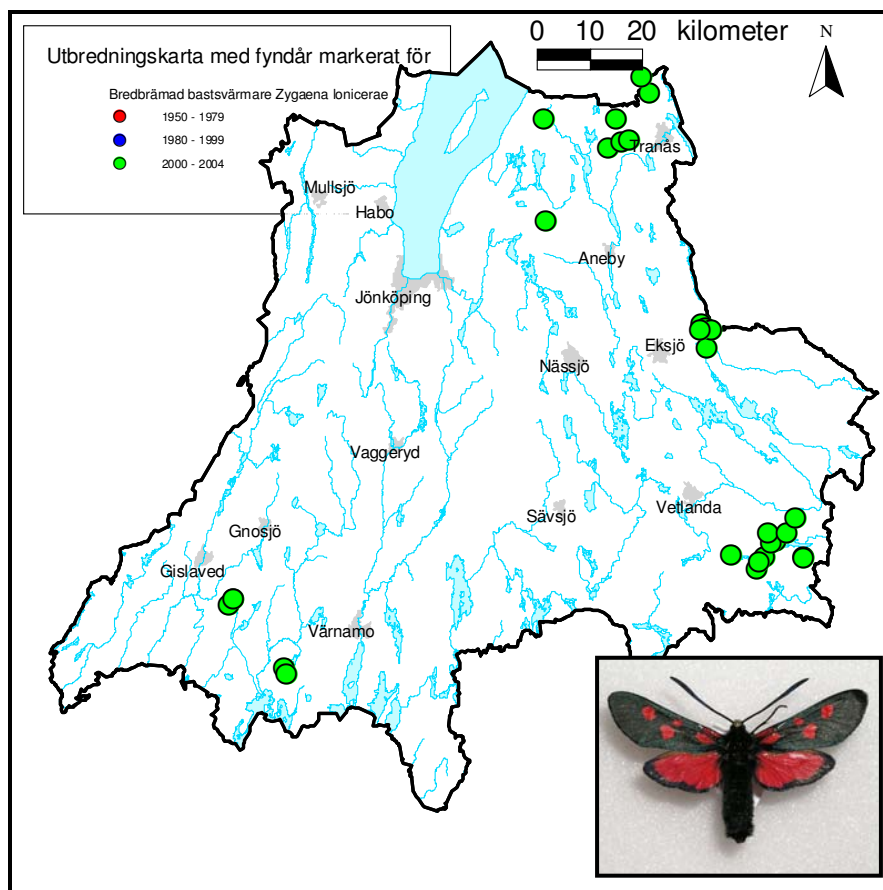 0 10 20 kilometer
N
Utbredningskarta med fyndår markerat för
Bredbrämad bastsvärmare Zygaena lonicerae
1950 - 1979
1980 - 1999
2000 - 2004
Tranås
Mullsjö
Habo
Aneby
Jönköping
Eksjö
Nässjö
Vaggeryd
Vetlanda
Sävsjö
Gnosjö
Gislaved
Värnamo